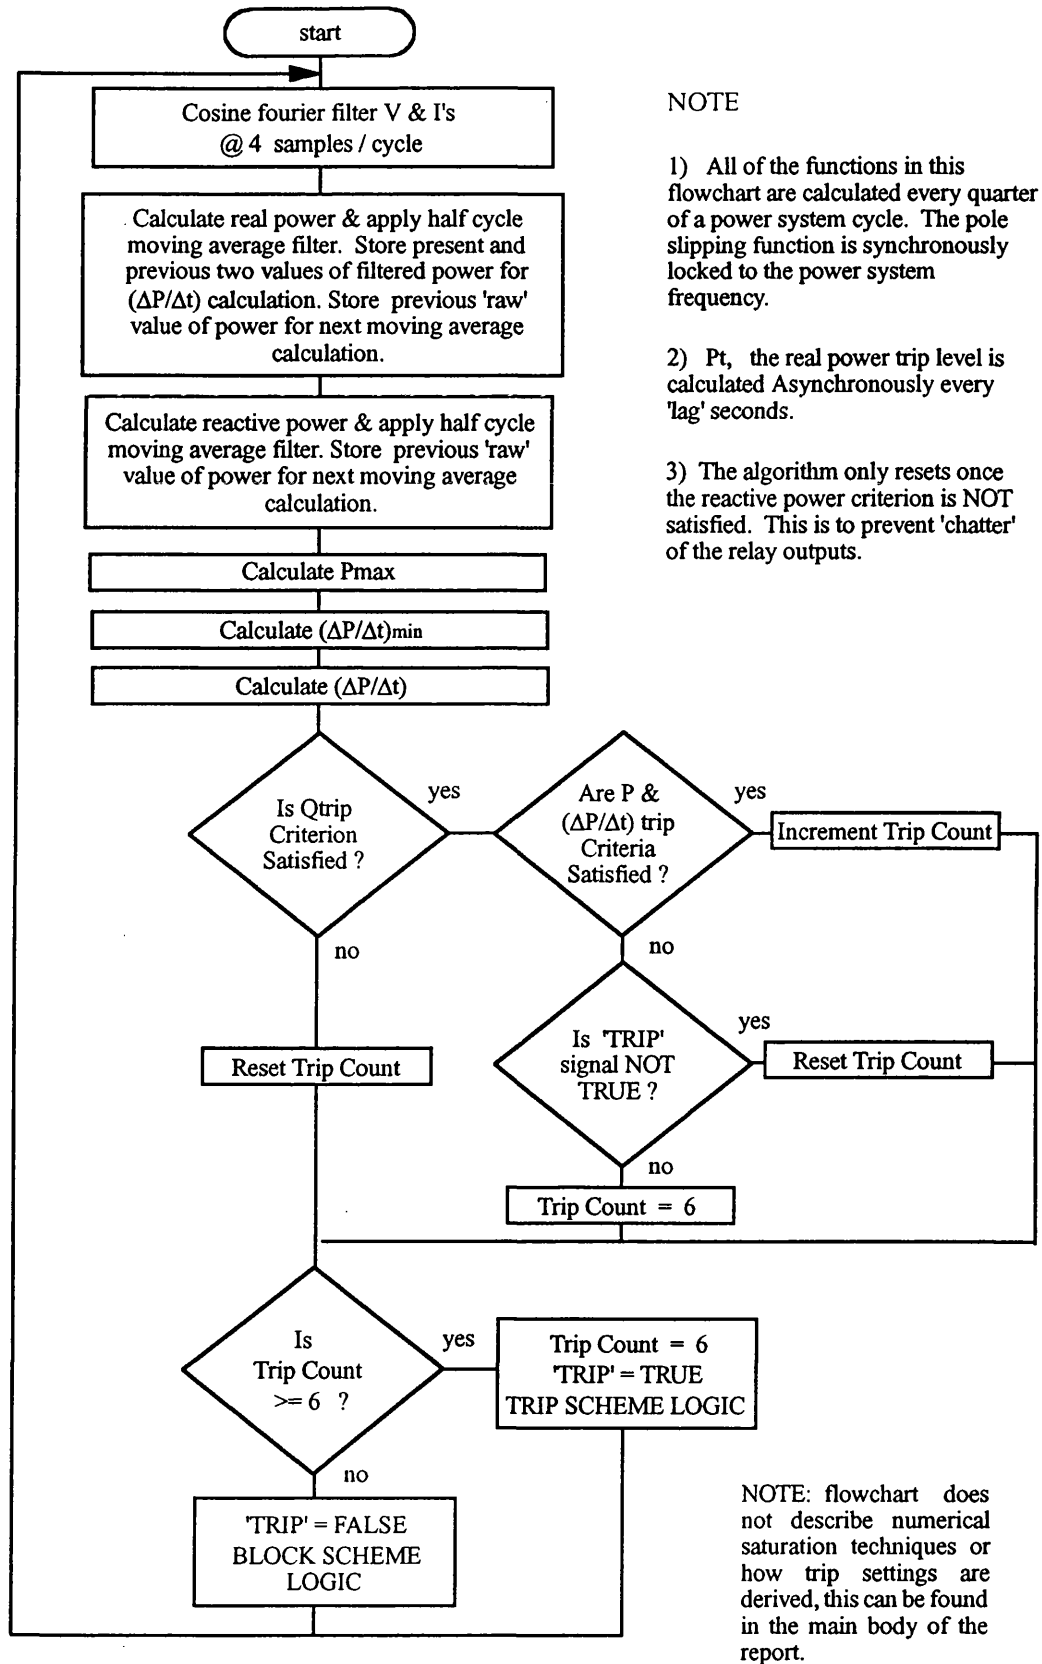 start
Cosine fourier filter V & I's
@ 4 samples / cycle
Calculate real power & apply half cycle
moving average filter. Store present and
previous two values of filtered power for
(ΔP/Δt) calculation. Store previous 'raw'
value of power for next moving average
calculation.
Calculate reactive power & apply half cycle
moving average filter. Store previous 'raw'
value of power for next moving average
calculation.
Calculate Pmax
Calculate (ΔP/Δt)min
Calculate (ΔP/Δt)
NOTE
1) All of the functions in this
flowchart are calculated every quarter
of a power system cycle. The pole
slipping function is synchronously
locked to the power system
frequency.
2) Pt, the real power trip level is
calculated Asynchronously every
'lag' seconds.
3) The algorithm only resets once
the reactive power criterion is NOT
satisfied. This is to prevent 'chatter'
of the relay outputs.
Is Qtrip
Criterion
Satisfied ?
yes
no
Are P &
(ΔP/Δt) trip
Criteria
Satisfied ?
yes
no
Increment Trip Count
Reset Trip Count
Is 'TRIP'
signal NOT
TRUE ?
yes
no
Reset Trip Count
Trip Count = 6
Is
Trip Count
>= 6 ?
yes
no
Trip Count = 6
'TRIP' = TRUE
TRIP SCHEME LOGIC
'TRIP' = FALSE
BLOCK SCHEME
LOGIC
NOTE: flowchart does
not describe numerical
saturation techniques or
how trip settings are
derived, this can be found
in the main body of the
report.